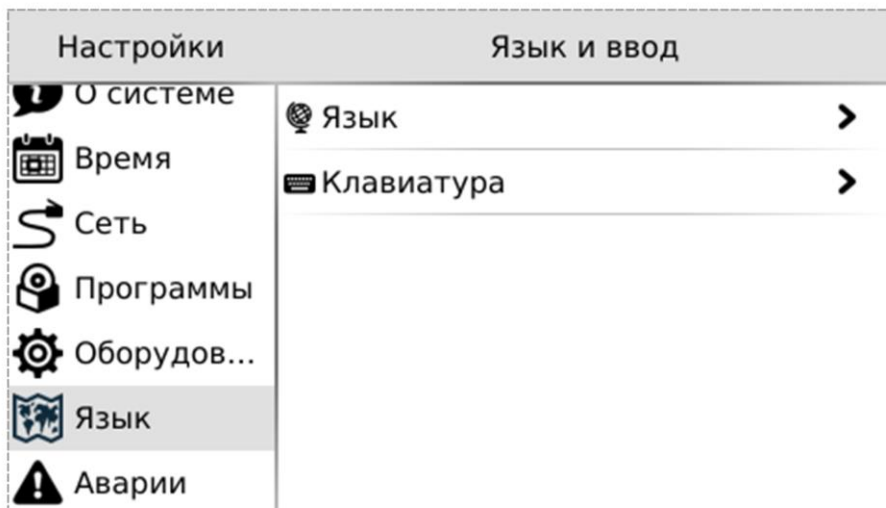 Настройки
Язык и ввод
О системе
Время
Сеть
Программы
Оборудов...
Язык
Аварии
Язык
Клавиатура